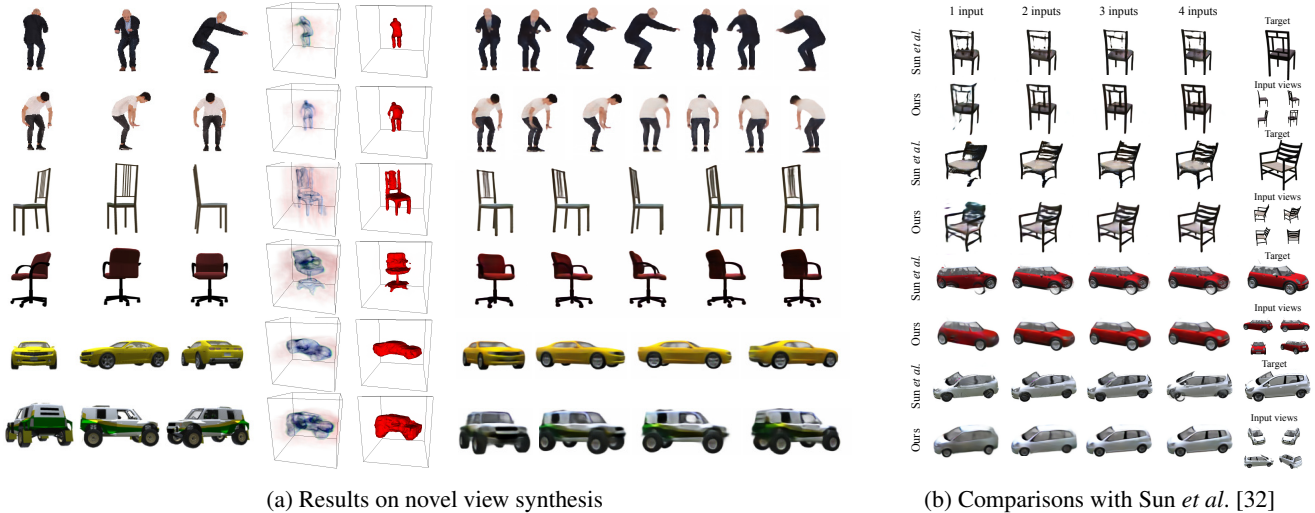 1 input 2 inputs 3 inputs 4 inputs
Target
Sun et al.
Input views
Ours
Target
Sun et al.
Input views
Ours
Target
Sun et al.
Input views
Ours
Target
Sun et al.
Input views
Ours
(a) Results on novel view synthesis
(b) Comparisons with Sun et al. [32]